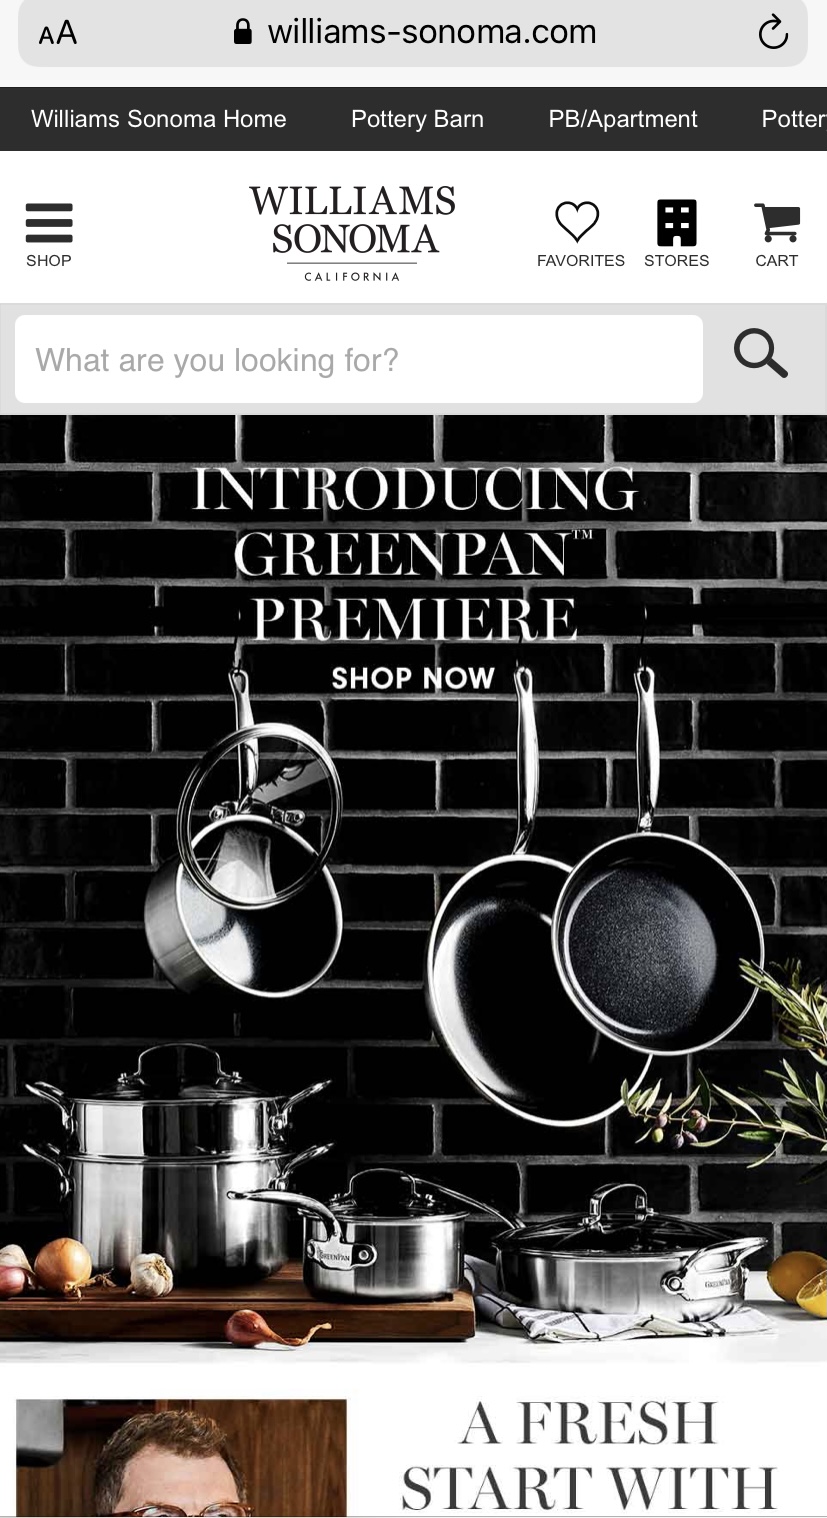 AA williams-sonoma.com
Williams Sonoma Home Pottery Barn PB/Apartment Potter
WILLIAMS
SONOMA
CALIFORNIA
SHOP FAVORITES STORES CART
What are you looking for?
INTRODUCING
GREENPAN™
PREMIERE
SHOP NOW
GREENPAN
GREENPAN
A FRESH
START WITH